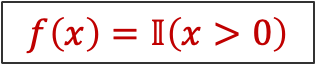 f(x) = 𝕀(x > 0)